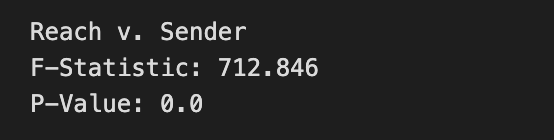 Reach v. Sender
F-Statistic: 712.846
P-Value: 0.0